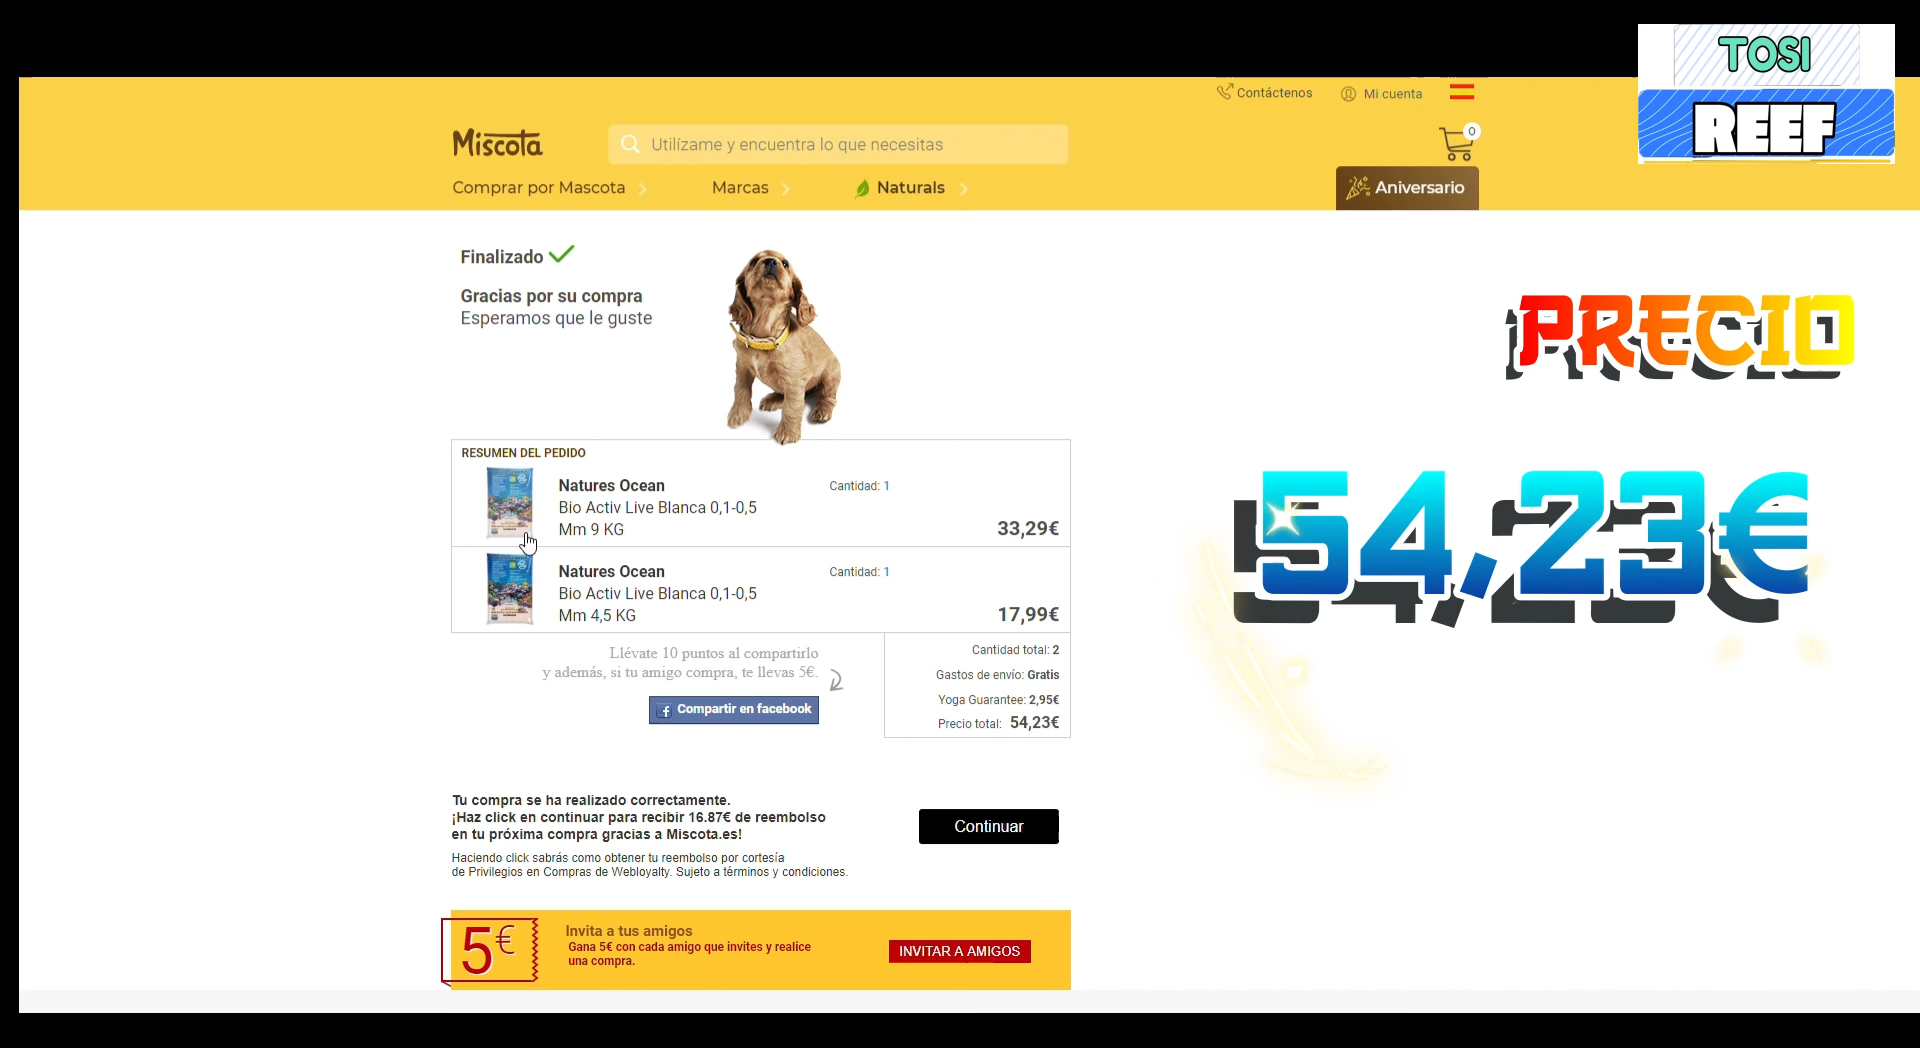 TOSI
REEF
Contáctenos
Mi cuenta
Miscota
Utilízame y encuentra lo que necesitas
0
Comprar por Mascota
Marcas
Naturals
Aniversario
Finalizado
Gracias por su compra
Esperamos que le guste
PRECIO
54,23€
RESUMEN DEL PEDIDO
Natures Ocean
Bio Activ Live Blanca 0,1-0,5
Mm 9 KG
Cantidad: 1
33,29€
Natures Ocean
Bio Activ Live Blanca 0,1-0,5
Mm 4,5 KG
Cantidad: 1
17,99€
Llévate 10 puntos al compartirlo
y además, si tu amigo compra, te llevas 5€.
Compartir en facebook
Cantidad total: 2
Gastos de envío: Gratis
Yoga Guarantee: 2,95€
Precio total: 54,23€
Tu compra se ha realizado correctamente.
¡Haz click en continuar para recibir 16.87€ de reembolso
en tu próxima compra gracias a Miscota.es!
Continuar
Haciendo click sabrás como obtener tu reembolso por cortesía
de Privilegios en Compras de Webloyalty. Sujeto a términos y condiciones.
5€
Invita a tus amigos
Gana 5€ con cada amigo que invites y realice
una compra.
INVITAR A AMIGOS